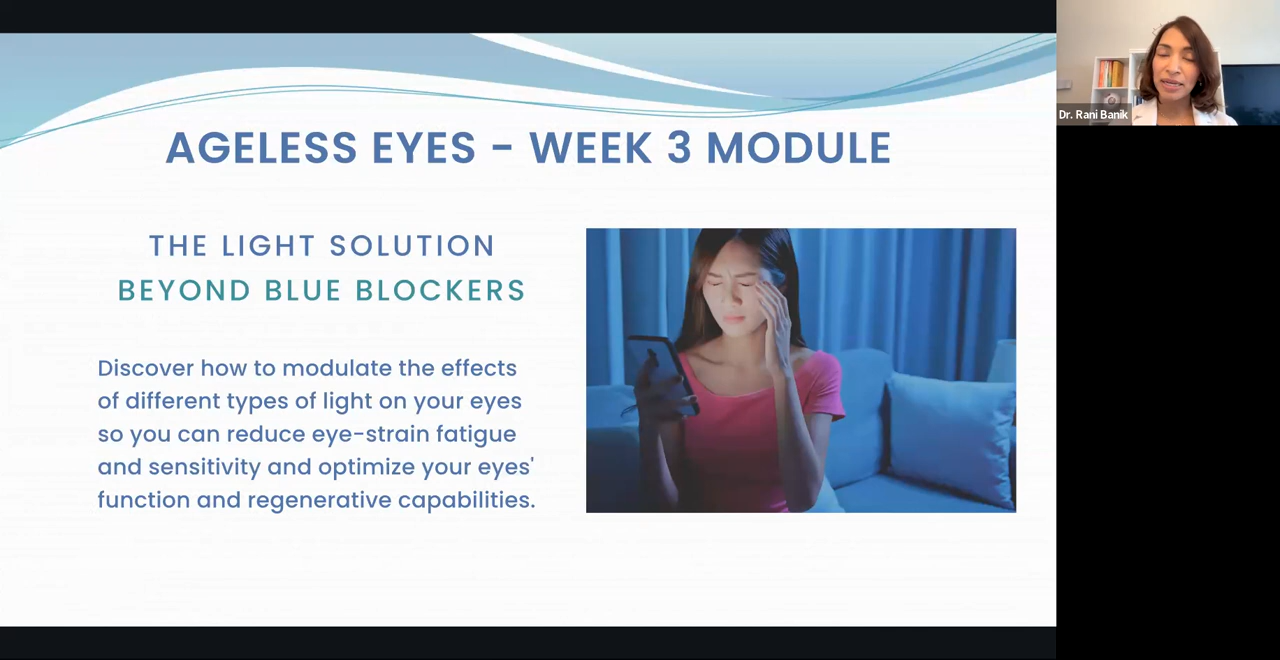 AGELESS EYES - WEEK 3 MODULE
THE LIGHT SOLUTION
BEYOND BLUE BLOCKERS
Discover how to modulate the effects
of different types of light on your eyes
so you can reduce eye-strain fatigue
and sensitivity and optimize your eyes'
function and regenerative capabilities.
Dr. Rani Banik